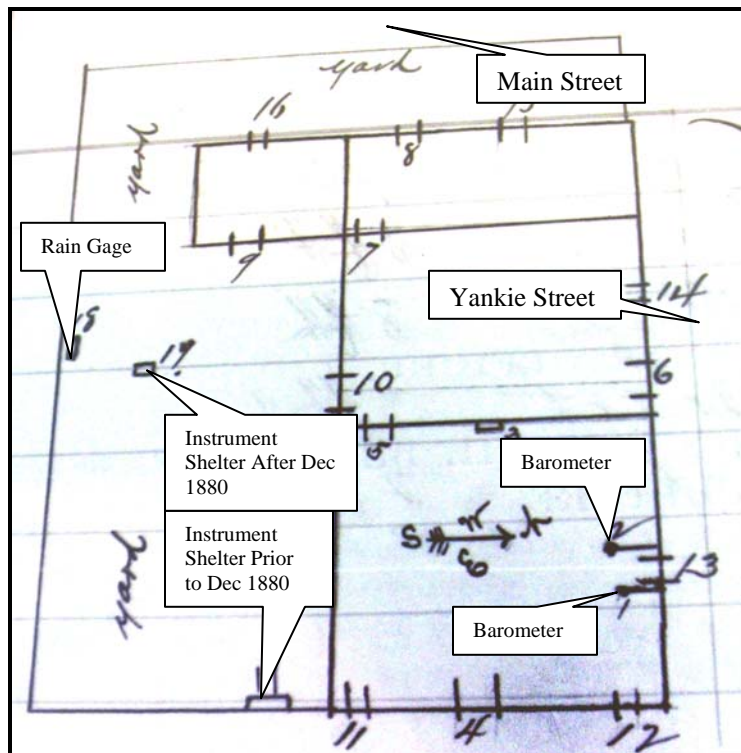 yard
Main Street
16
8
yard
9
7
Rain Gage
18
Yankie Street
14
17
10
6
5
3
Instrument
Shelter After Dec
1880
Barometer
S
2
Instrument
Shelter Prior
to Dec 1880
yard
13
1
Barometer
11
4
12